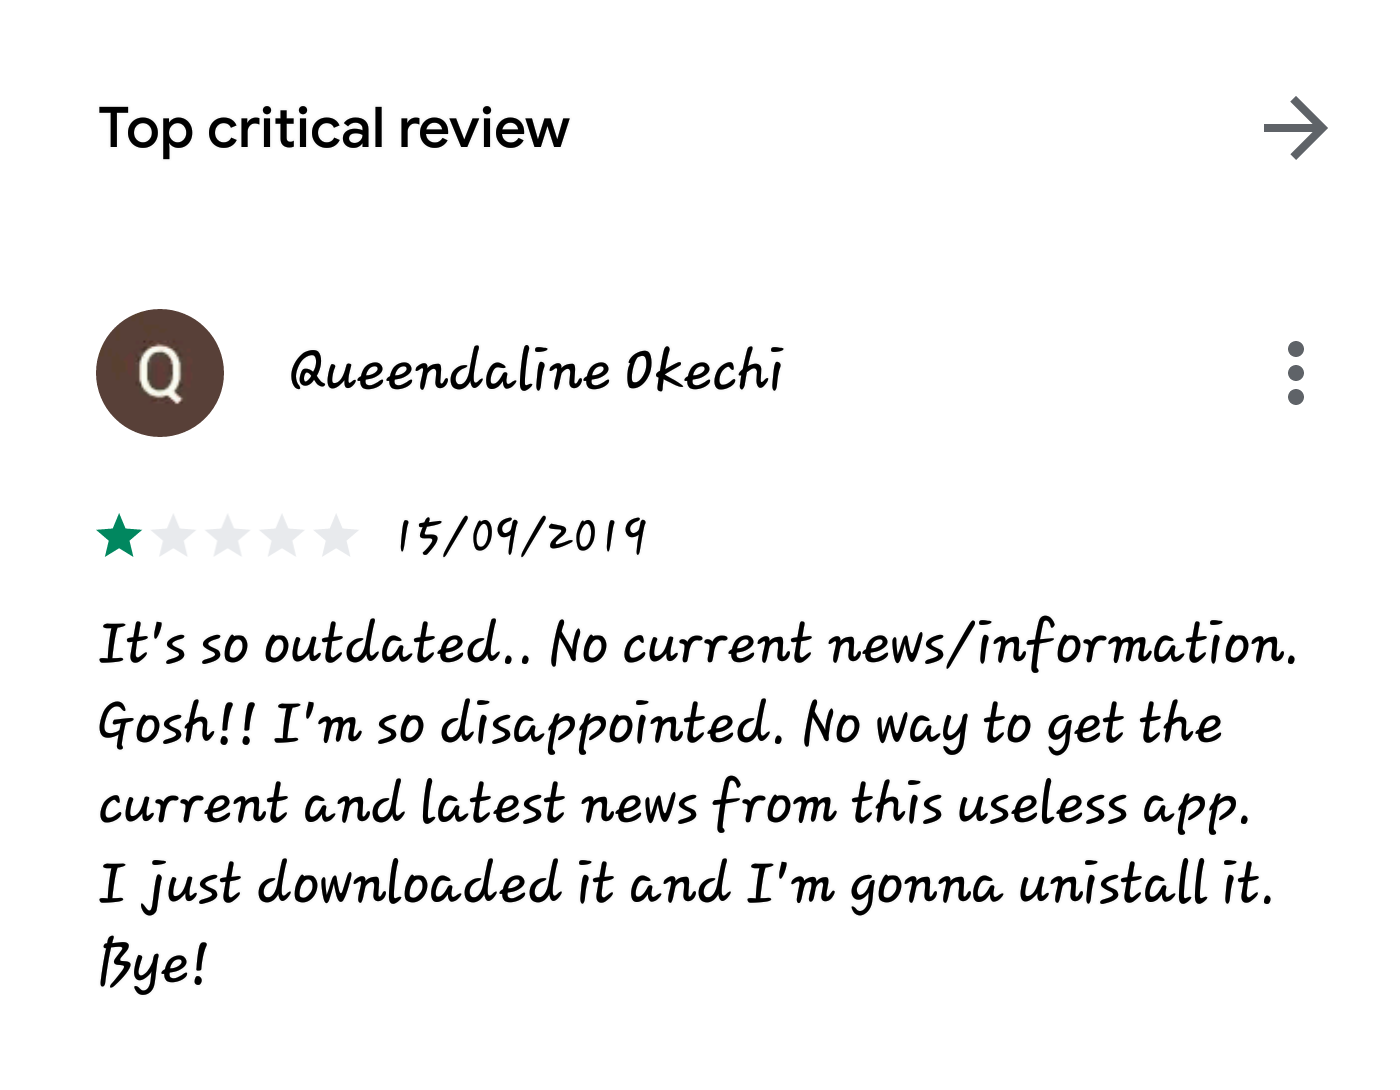 Top critical review
Q
Queendaline Okechi
15/09/2019
It's so outdated.. No current news/information.
Gosh!! I'm so disappointed. No way to get the
current and latest news from this useless app.
I just downloaded it and I'm gonna unistall it.
Bye!